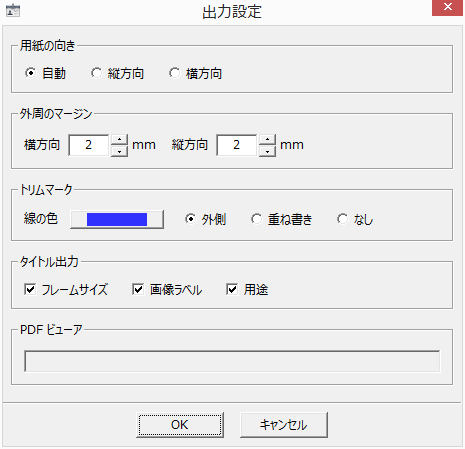 出力設定
用紙の向き
自動 縦方向 横方向
外周のマージン
横方向 2 mm 縦方向 2 mm
トリムマーク
線の色 外側 重ね書き なし
タイトル出力
フレームサイズ 画像ラベル 用途
PDF ビューア
OK キャンセル